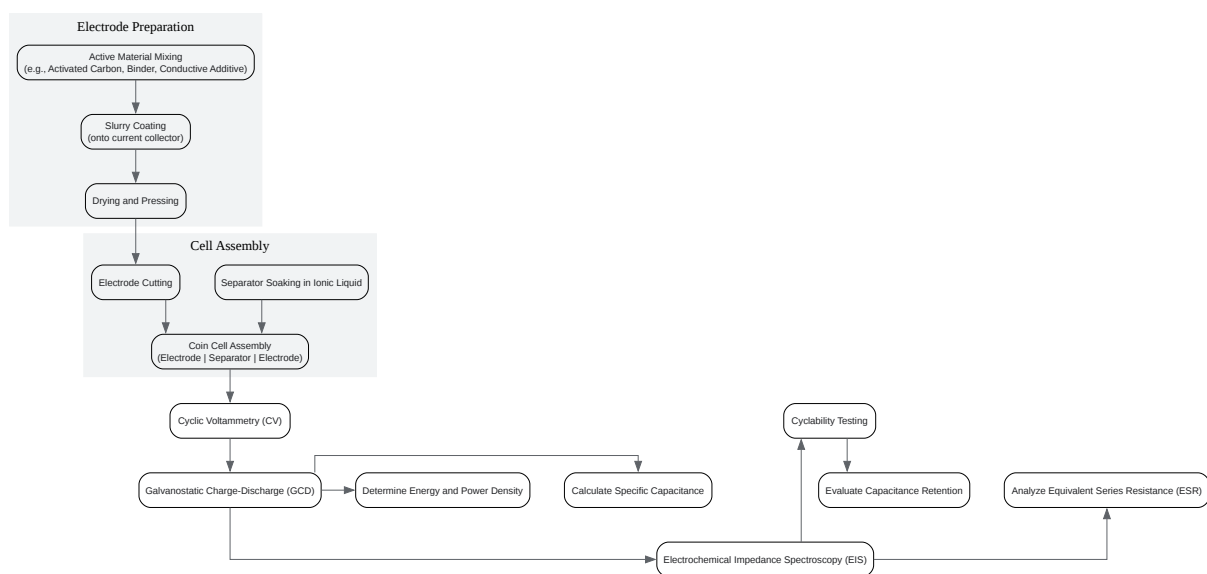 Electrode Preparation
Active Material Mixing
(e.g., Activated Carbon, Binder, Conductive Additive)
Slurry Coating
(onto current collector)
Drying and Pressing
Cell Assembly
Electrode Cutting
Separator Soaking in Ionic Liquid
Coin Cell Assembly
(Electrode | Separator | Electrode)
Cyclic Voltammetry (CV)
Cyclability Testing
Galvanostatic Charge-Discharge (GCD)
Determine Energy and Power Density
Calculate Specific Capacitance
Evaluate Capacitance Retention
Analyze Equivalent Series Resistance (ESR)
Electrochemical Impedance Spectroscopy (EIS)